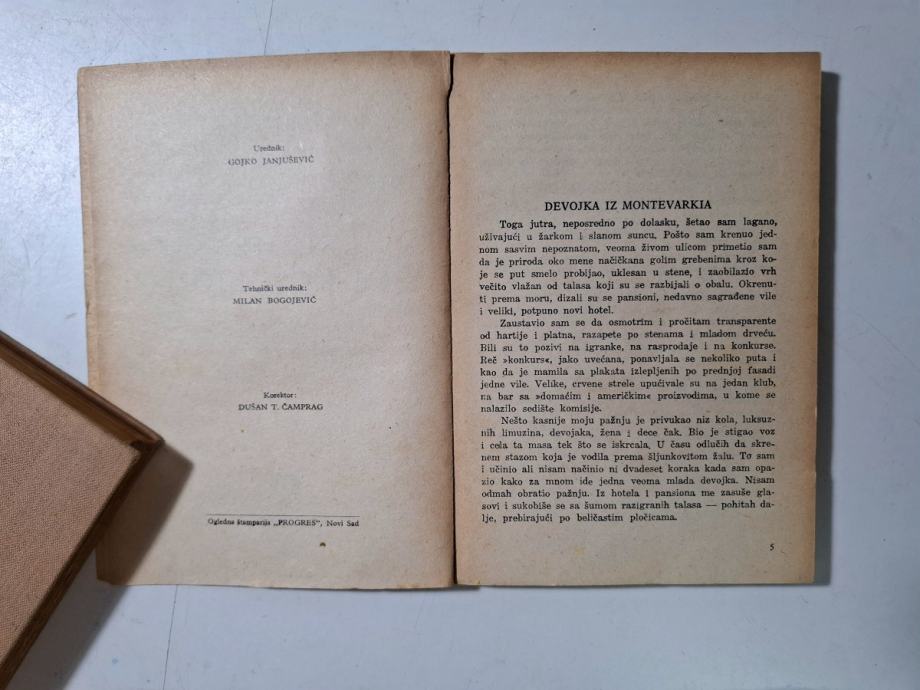 Urednik:
GOJKO JANJUŠEVIĆ
Tehnički urednik:
MILAN BOGOJEVIĆ
Korektor:
DUŠAN T. ČAMPRAG
Ogledna štamparija „PROGRES", Novi Sad
DEVOJKA IZ MONTEVARKIA
Toga jutra, neposredno po dolasku, šetao sam lagano,
uživajući u žarkom i slanom suncu. Pošto sam krenuo jed-
nom sasvim nepoznatom, veoma živom ulicom primetio sam
da je priroda oko mene načičkana golim grebenima kroz ko-
je se put smelo probijao, uklesan u stene, i zaobilazio vrh
večito vlažan od talasa koji su se razbijali o obalu. Okrenu-
ti prema moru, dizali su se pansioni, nedavno sagrađene vile
i veliki, potpuno novi hotel.
Zaustavio sam se da osmotrim i pročitam transparente
od hartije i platna, razapete po stenama i mladom drveću.
Bili su to pozivi na igranke, na rasprodaje i na konkurse.
Reč »konkurs«, jako uvećana, ponavljala se nekoliko puta i
kao da je mamila sa plakata izlepljenih po prednjoj fasadi
jedne vile. Velike, crvene strele upućivale su na jedan klub,
na bar sa »domaćim i američkim« proizvodima, u kome se
nalazilo sedište komisije.
Nešto kasnije moju pažnju je privukao niz kola, luksuz-
nih limuzina, devojaka, žena i dece čak. Bio je stigao voz
i cela ta masa tek što se iskrcala. U času odlučih da skre-
nem stazom koja je vodila prema šljunkovitom žalu. To sam
i učinio ali nisam načinio ni dvadeset koraka kada sam opa-
zio kako za mnom ide jedna veoma mlada devojka. Nisam
odmah obratio pažnju. Iz hotela i pansiona me zasuše gla-
sovi i sukobiše se sa šumom razigranih talasa — pohitah da-
lje, prebirajući po beličastim pločicama.
5